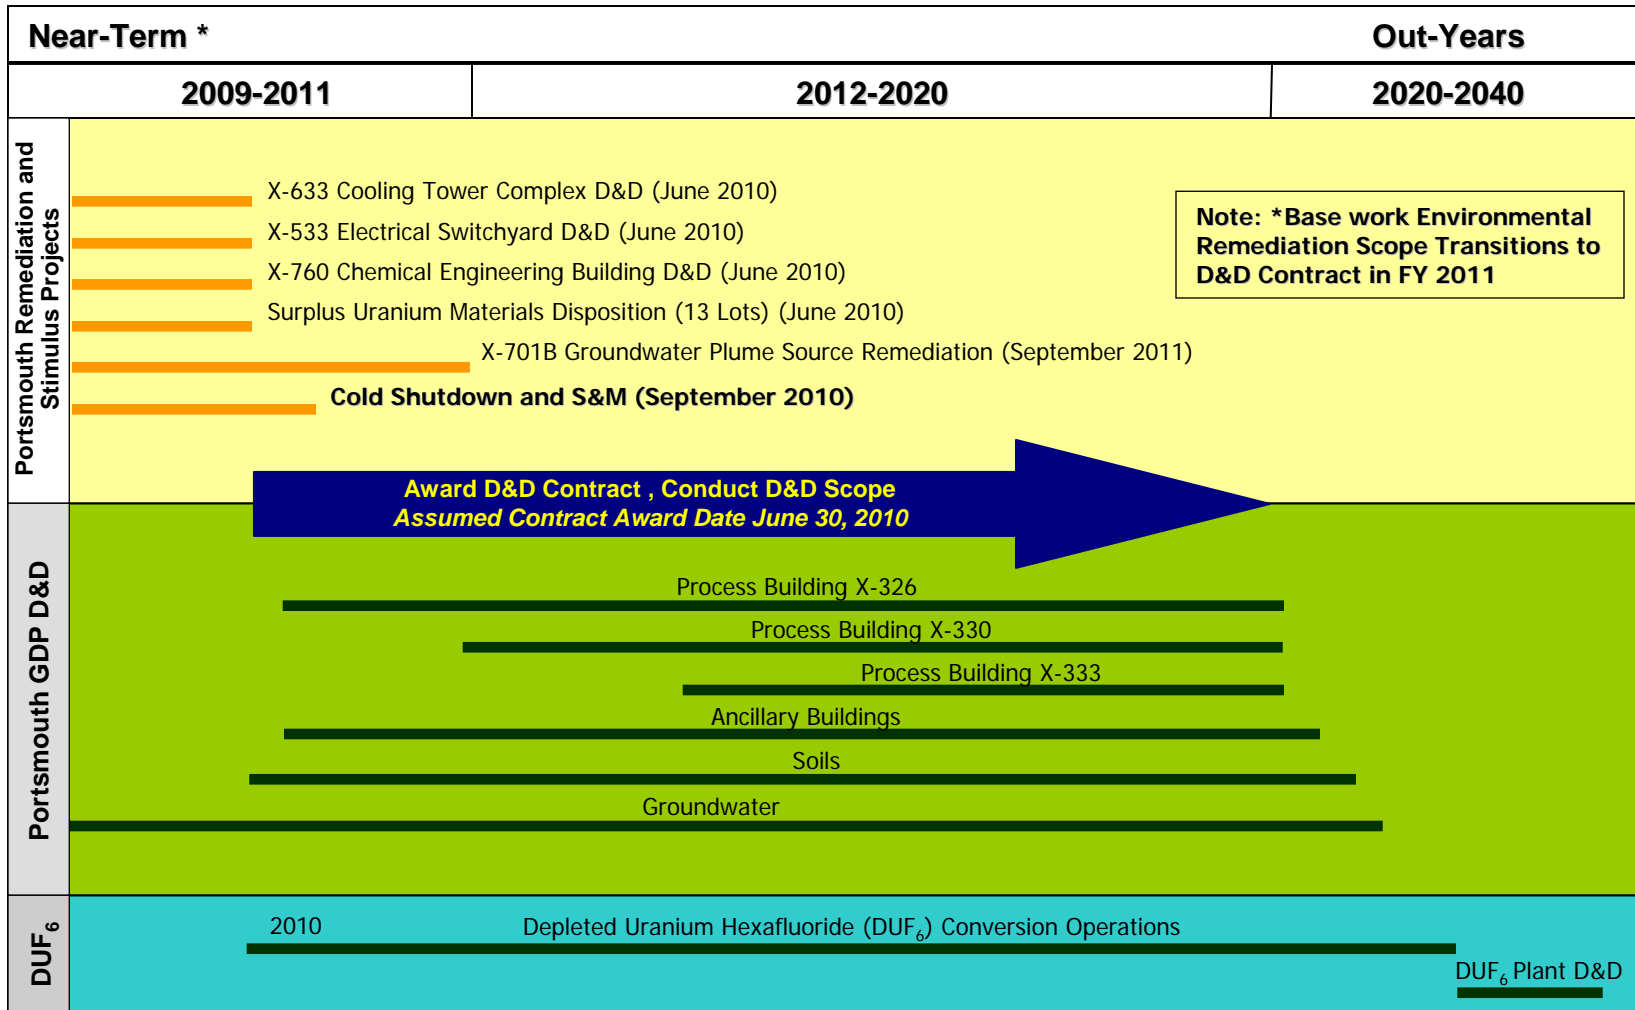 Near-Term *
Out-Years
2009-2011
2012-2020
2020-2040
Portsmouth Remediation and
Stimulus Projects
X-633 Cooling Tower Complex D&D (June 2010)
X-533 Electrical Switchyard D&D (June 2010)
X-760 Chemical Engineering Building D&D (June 2010)
Surplus Uranium Materials Disposition (13 Lots) (June 2010)
X-701B Groundwater Plume Source Remediation (September 2011)
Cold Shutdown and S&M (September 2010)
Note: *Base work Environmental
Remediation Scope Transitions to
D&D Contract in FY 2011
Award D&D Contract , Conduct D&D Scope
Assumed Contract Award Date June 30, 2010
Portsmouth GDP D&D
Process Building X-326
Process Building X-330
Process Building X-333
Ancillary Buildings
Soils
Groundwater
DUF6
2010
Depleted Uranium Hexafluoride (DUF6) Conversion Operations
DUF6 Plant D&D